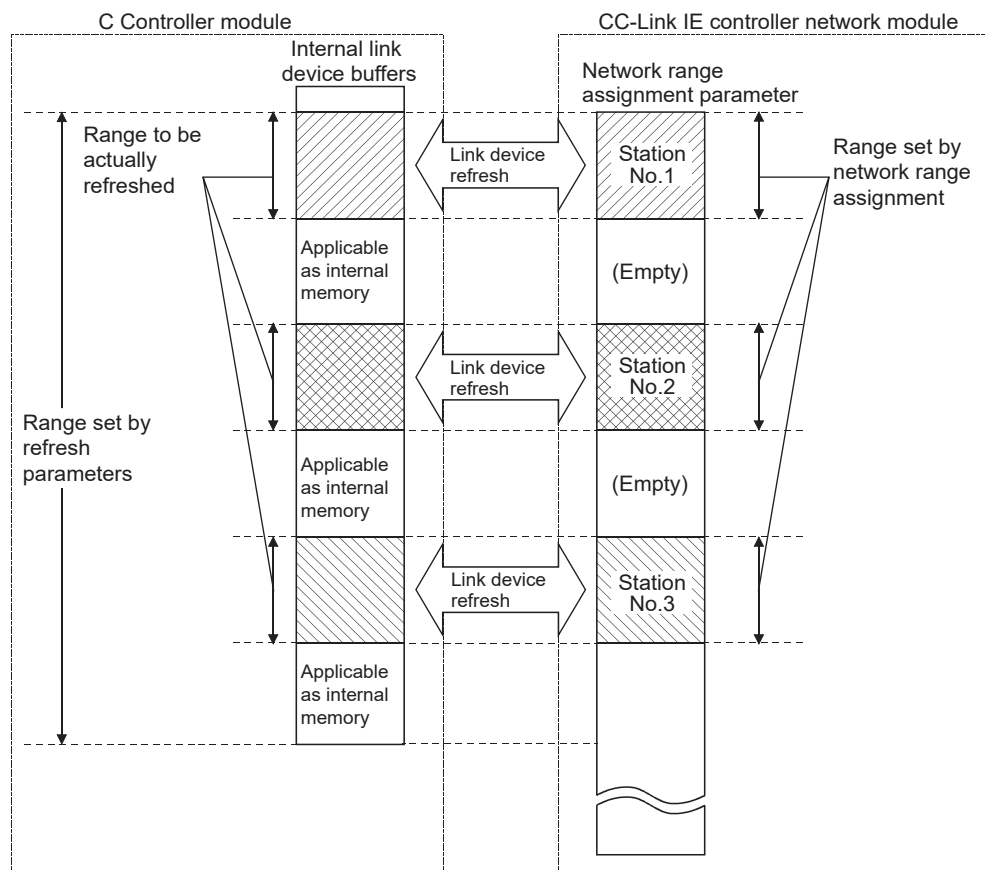 C Controller module
CC-Link IE controller network module
Internal link
device buffers
Network range
assignment parameter
Range to be
actually
refreshed
Link device
refresh
Station
No.1
Range set by
network range
assignment
Applicable
as internal
memory
(Empty)
Link device
refresh
Station
No.2
Range set by
refresh
parameters
Applicable
as internal
memory
(Empty)
Link device
refresh
Station
No.3
Applicable
as internal
memory